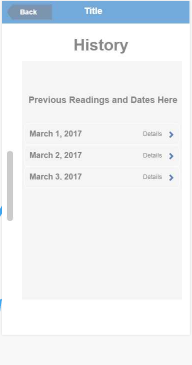 Back Title
History
Previous Readings and Dates Here
March 1, 2017 Details
March 2, 2017 Details
March 3, 2017 Details